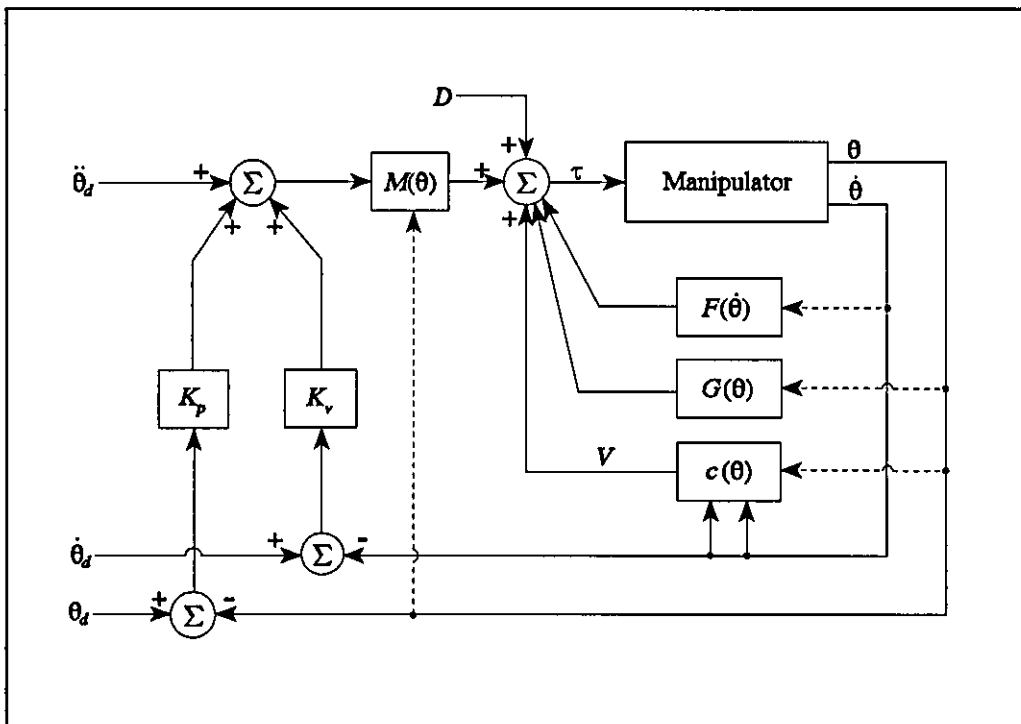 D
+
θ̈d
+
Σ
M(θ)
+
Σ
τ
Manipulator
θ
θ̇
+
+
+
F(θ̇)
Kp
Kv
G(θ)
V
c(θ)
θ̇d
+
Σ
-
θd
+
Σ
-